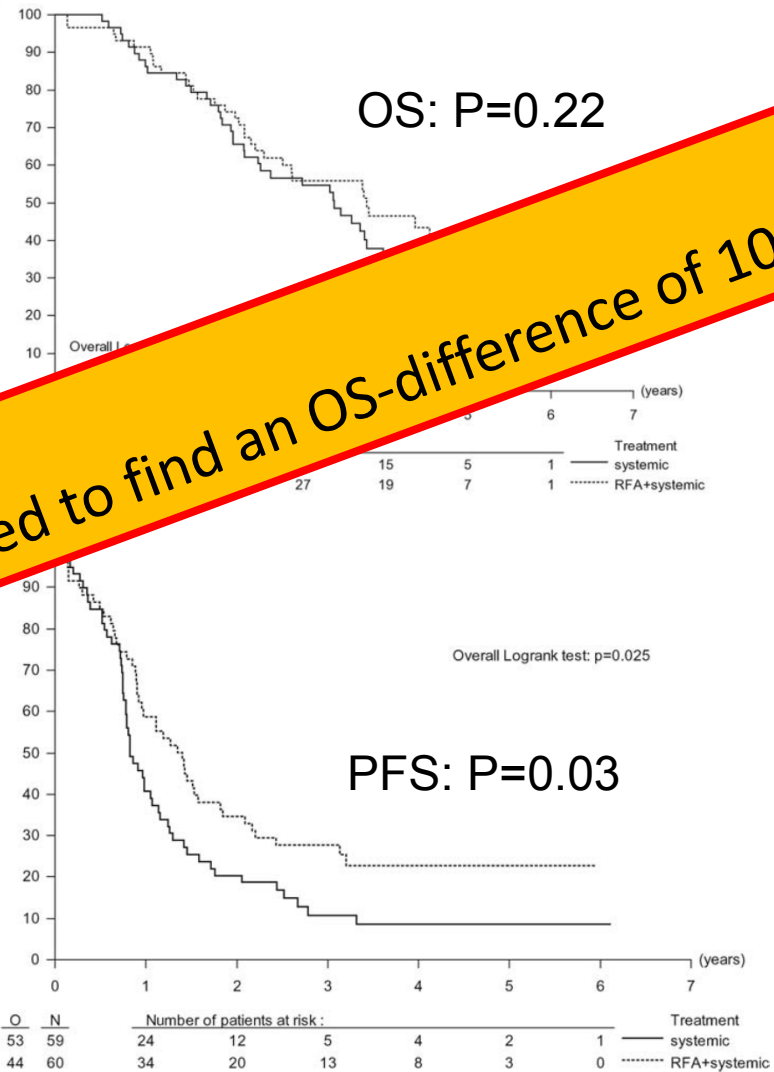 100
90
80
70
60
50
40
30
20
10
OS: P=0.22
Overall
ed to find an OS-difference of 10
(years)
6 7
Treatment
15 5 1 systemic
27 19 7 1 RFA+systemic
90
80
70
60
50
40
30
20
10
0
Overall Logrank test: p=0.025
PFS: P=0.03
(years)
0 1 2 3 4 5 6 7
O N Number of patients at risk : Treatment
53 59 24 12 5 4 2 1 systemic
44 60 34 20 13 8 3 0 RFA+systemic